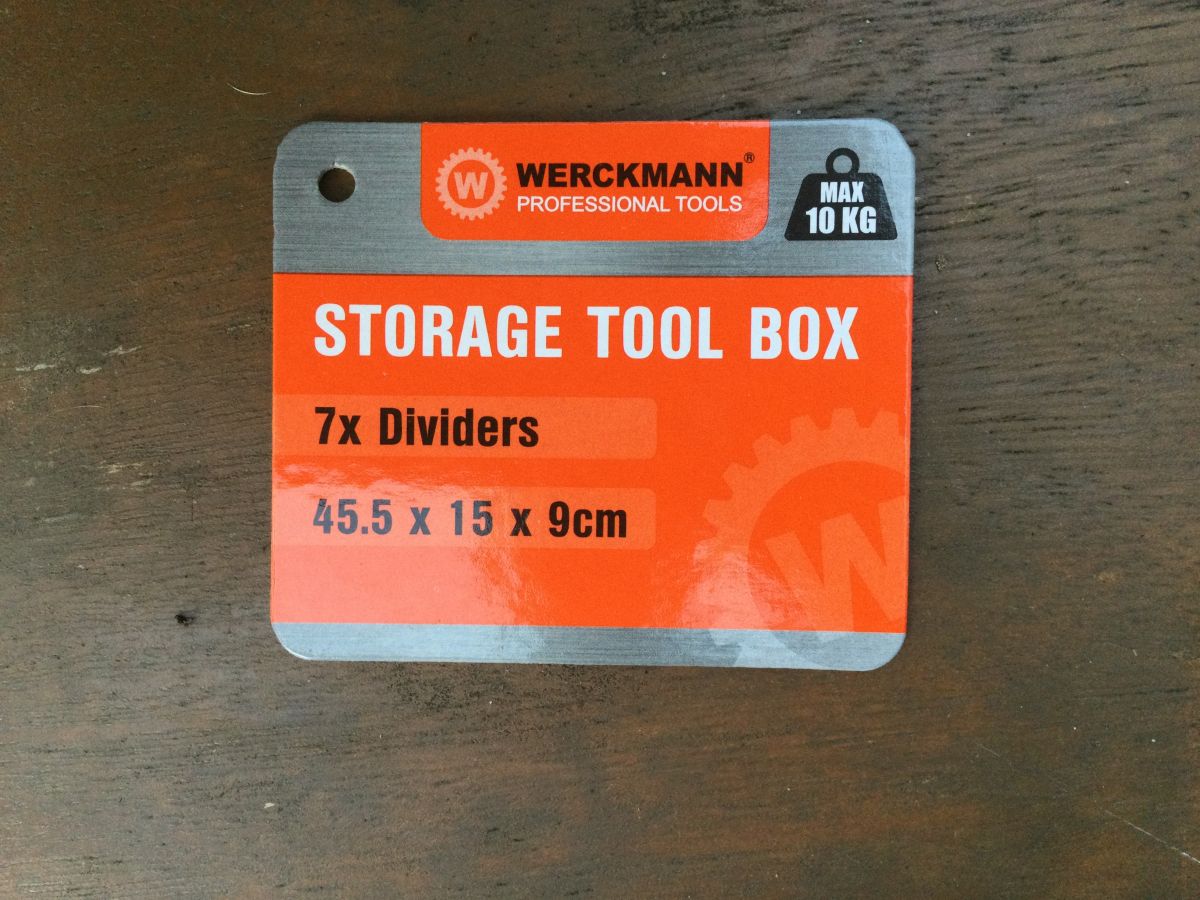 W WERCKMANN®
PROFESSIONAL TOOLS
MAX
10 KG
STORAGE TOOL BOX
7x Dividers
45.5 x 15 x 9cm
W